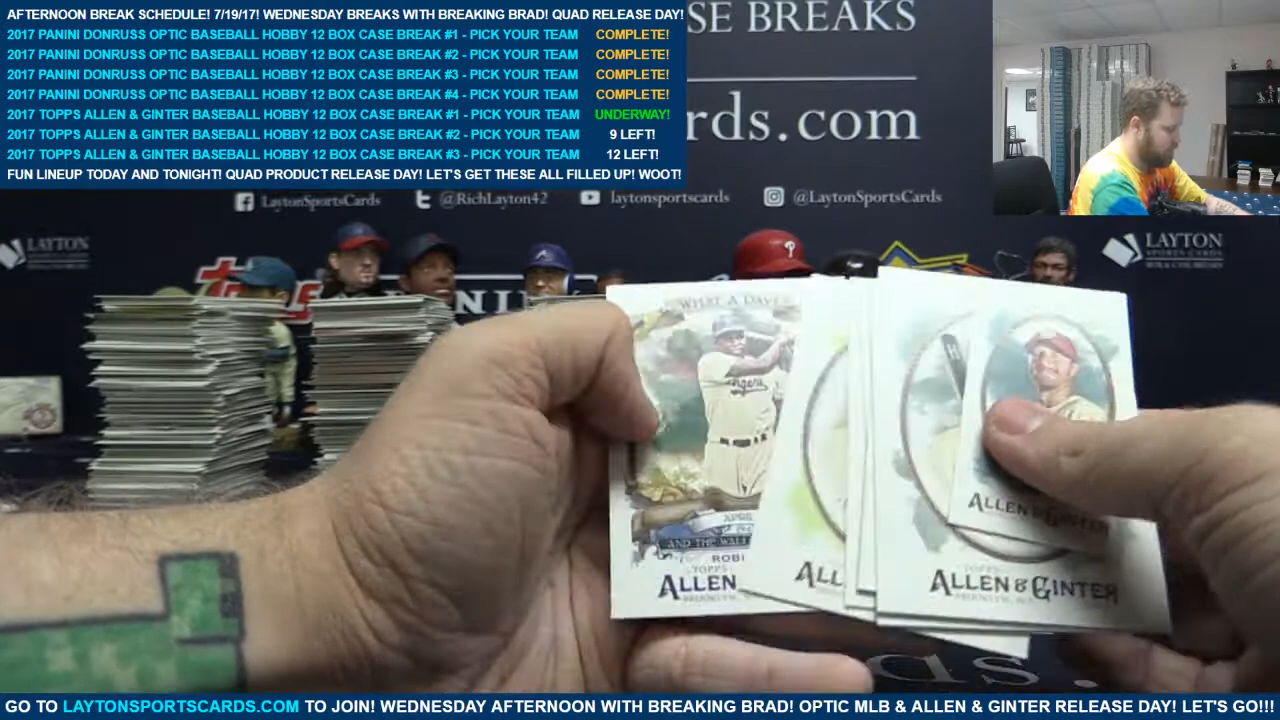 AFTERNOON BREAK SCHEDULE! 7/19/17! WEDNESDAY BREAKS WITH BREAKING BRAD! QUAD RELEASE DAY!
2017 PANINI DONRUSS OPTIC BASEBALL HOBBY 12 BOX CASE BREAK #1 - PICK YOUR TEAM COMPLETE!
2017 PANINI DONRUSS OPTIC BASEBALL HOBBY 12 BOX CASE BREAK #2 - PICK YOUR TEAM COMPLETE!
2017 PANINI DONRUSS OPTIC BASEBALL HOBBY 12 BOX CASE BREAK #3 - PICK YOUR TEAM COMPLETE!
2017 PANINI DONRUSS OPTIC BASEBALL HOBBY 12 BOX CASE BREAK #4 - PICK YOUR TEAM COMPLETE!
2017 TOPPS ALLEN & GINTER BASEBALL HOBBY 12 BOX CASE BREAK #1 - PICK YOUR TEAM UNDERWAY!
2017 TOPPS ALLEN & GINTER BASEBALL HOBBY 12 BOX CASE BREAK #2 - PICK YOUR TEAM 9 LEFT!
2017 TOPPS ALLEN & GINTER BASEBALL HOBBY 12 BOX CASE BREAK #3 - PICK YOUR TEAM 12 LEFT!
FUN LINEUP TODAY AND TONIGHT! QUAD PRODUCT RELEASE DAY! LET'S GET THESE ALL FILLED UP! WOOT!
SE BREAKS
rds.com
LaytonSportsCards @RichLayton42 laytonsportscards @LaytonSportsCards
LAYTON
LAYTON
SPORTS CARDS
WHAT A DAY
AND THE WALL
ROBI
TOPPS
ALLEN
ALL
ALLEN & GINTER
TOPPS
ALLEN & GINTER
GO TO LAYTONSPORTSCARDS.COM TO JOIN! WEDNESDAY AFTERNOON WITH BREAKING BRAD! OPTIC MLB & ALLEN & GINTER RELEASE DAY! LET'S GO!!!